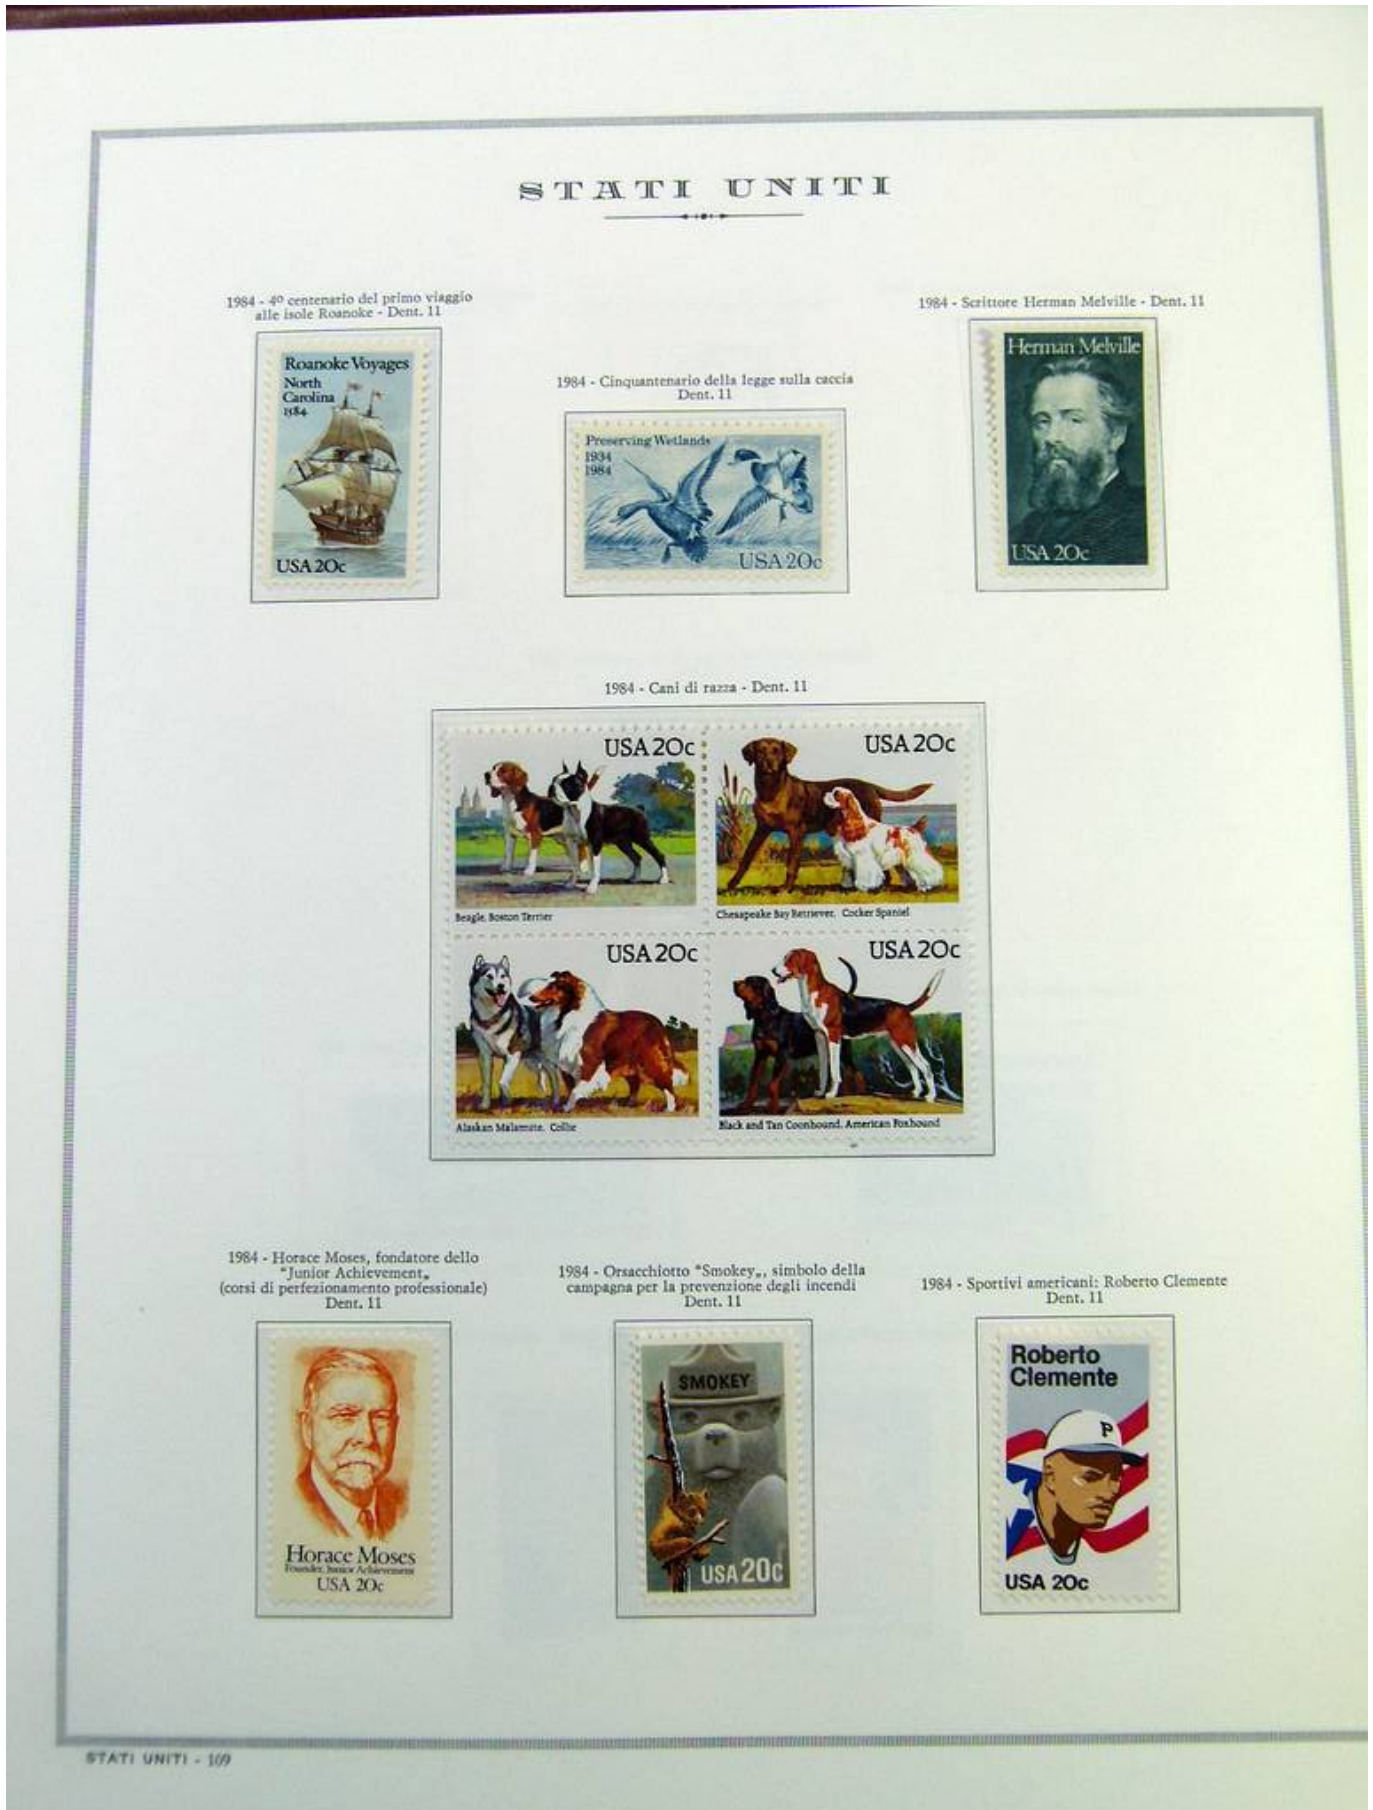 STATI UNITI
1984 - 4º centenario del primo viaggio
alle isole Roanoke - Dent. 11
Roanoke Voyages
North
Carolina
1584
USA 20c
1984 - Cinquantenario della legge sulla caccia
Dent. 11
Preserving Wetlands
1934
1984
USA 20c
1984 - Scrittore Herman Melville - Dent. 11
Herman Melville
USA 20c
1984 - Cani di razza - Dent. 11
USA 20c
Beagle, Boston Terrier
USA 20c
Chesapeake Bay Retriever, Cocker Spaniel
USA 20c
Alaskan Malamute, Collie
USA 20c
Black and Tan Coonhound, American Foxhound
1984 - Horace Moses, fondatore dello
"Junior Achievement„
(corsi di perfezionamento professionale)
Dent. 11
Horace Moses
Founder, Junior Achievement
USA 20c
1984 - Orsacchiotto "Smokey„, simbolo della
campagna per la prevenzione degli incendi
Dent. 11
SMOKEY
USA 20c
1984 - Sportivi americani: Roberto Clemente
Dent. 11
Roberto
Clemente
P
USA 20c
STATI UNITI - 109